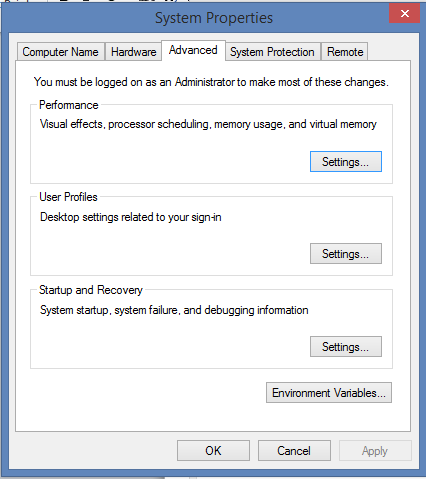 System Properties
Computer Name Hardware Advanced System Protection Remote
You must be logged on as an Administrator to make most of these changes.
Performance
Visual effects, processor scheduling, memory usage, and virtual memory
Settings...
User Profiles
Desktop settings related to your sign-in
Settings...
Startup and Recovery
System startup, system failure, and debugging information
Settings...
Environment Variables...
OK Cancel Apply